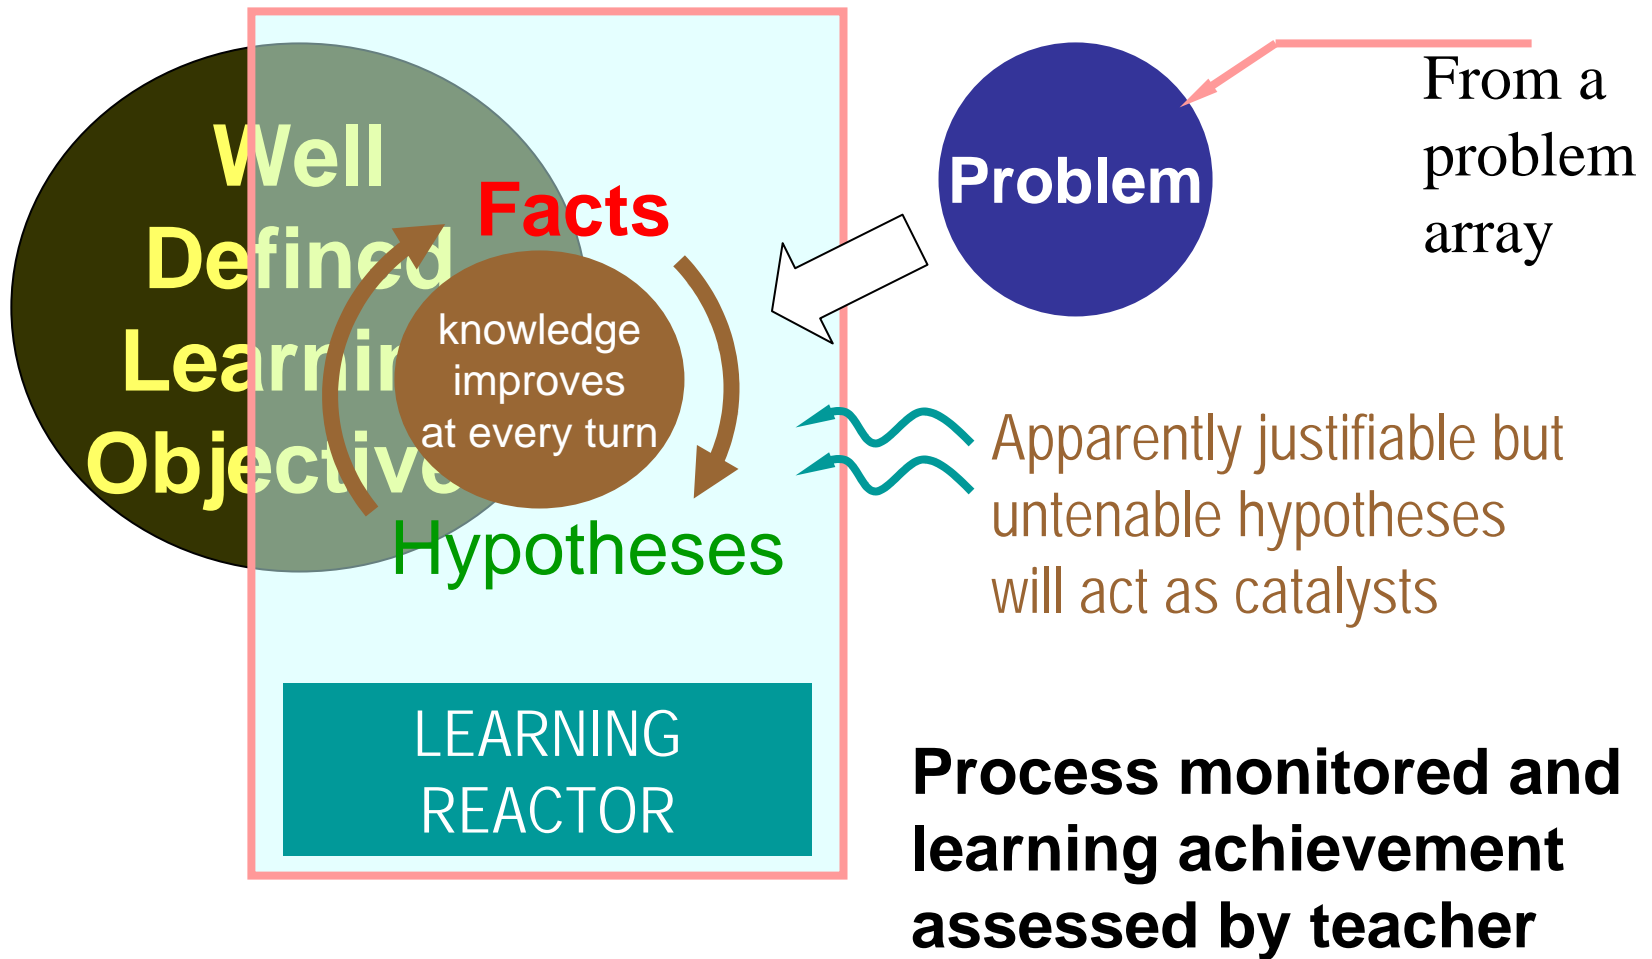 Well
Defined
Learning
Objective
Facts
knowledge
improves
at every turn
Hypotheses
LEARNING
REACTOR
Problem
From a
problem
array
Apparently justifiable but
untenable hypotheses
will act as catalysts
Process monitored and
learning achievement
assessed by teacher